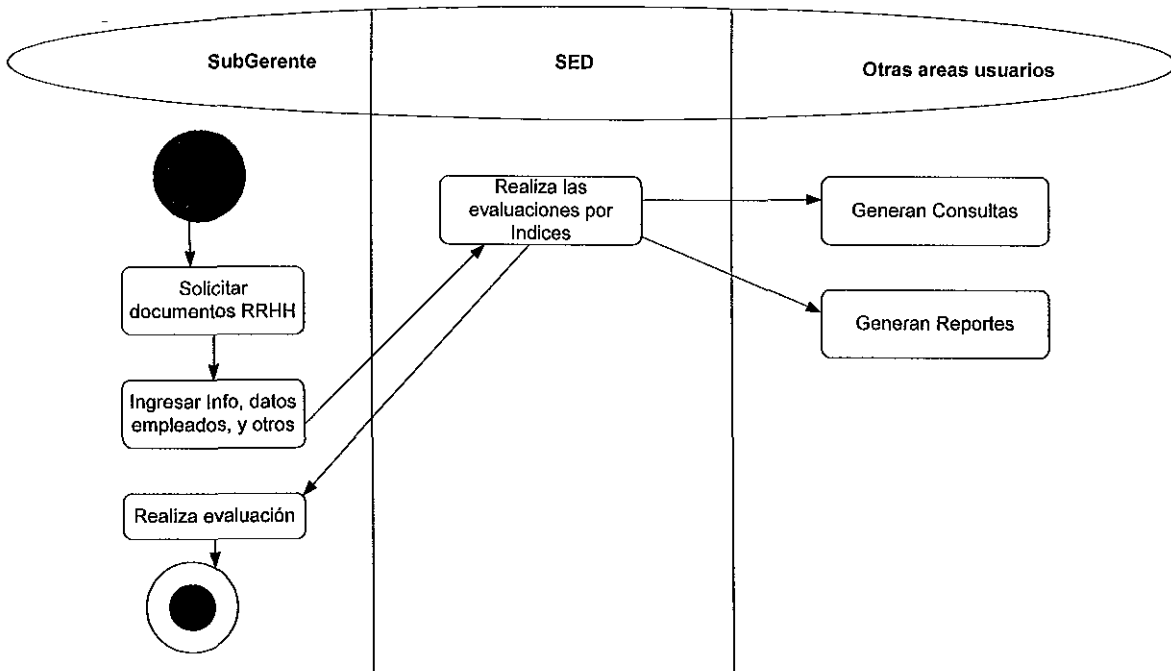 SubGerente
SED
Otras areas usuarios
Realiza las
evaluaciones por
Indices
Generan Consultas
Solicitar
documentos RRHH
Generan Reportes
Ingresar Info, datos
empleados, y otros
Realiza evaluación